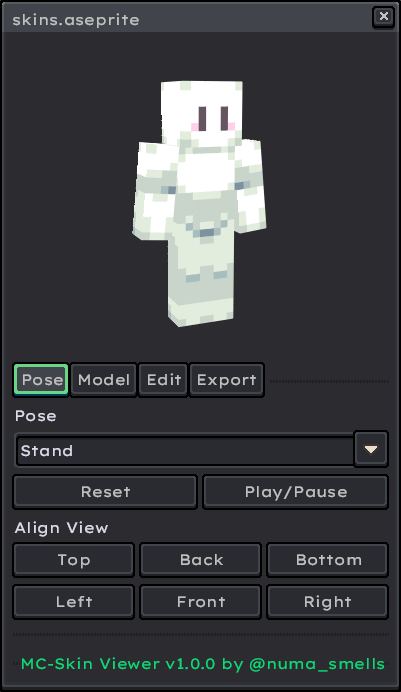 skins.aseprite
Pose Model Edit Export
Pose
Stand
Reset Play/Pause
Align View
Top Back Bottom
Left Front Right
MC-Skin Viewer v1.0.0 by @numa_smells